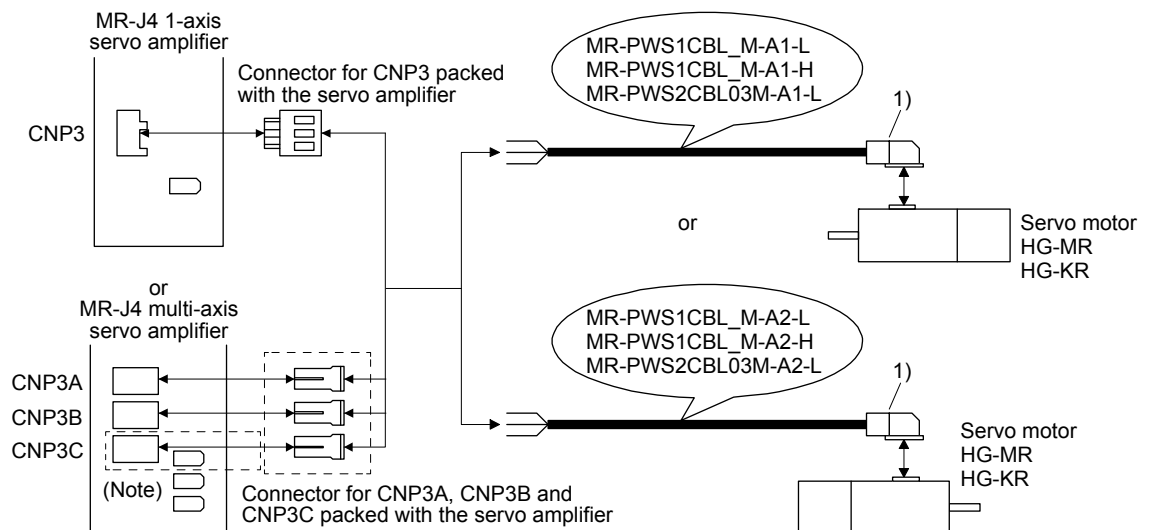 MR-J4 1-axis
servo amplifier
Connector for CNP3 packed
with the servo amplifier
CNP3
MR-PWS1CBL_M-A1-L
MR-PWS1CBL_M-A1-H
MR-PWS2CBL03M-A1-L
1)
or
Servo motor
HG-MR
HG-KR
or
MR-J4 multi-axis
servo amplifier
CNP3A
CNP3B
CNP3C
(Note)
Connector for CNP3A, CNP3B and
CNP3C packed with the servo amplifier
MR-PWS1CBL_M-A2-L
MR-PWS1CBL_M-A2-H
MR-PWS2CBL03M-A2-L
1)
Servo motor
HG-MR
HG-KR